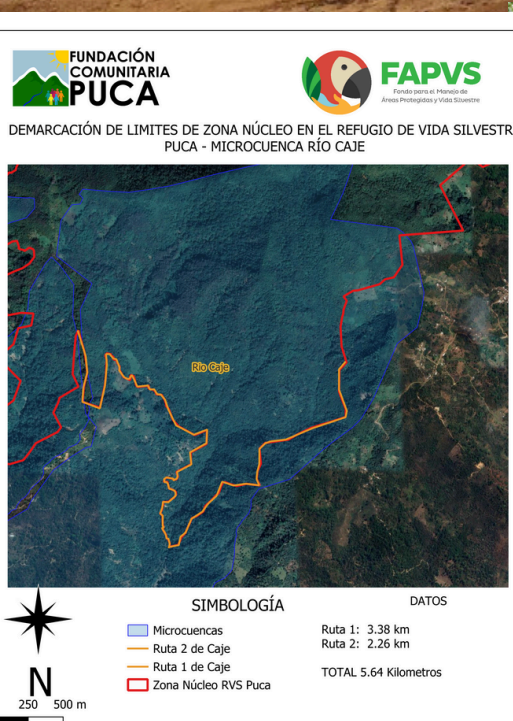 FUNDACIÓN
COMUNITARIA
PUCA
FAPVS
Fondo para el Manejo de
Áreas Protegidas y Vida Silvestre
DEMARCACIÓN DE LIMITES DE ZONA NÚCLEO EN EL REFUGIO DE VIDA SILVESTR
PUCA - MICROCUENCA RÍO CAJE
Rio Caje
SIMBOLOGÍA
Microcuencas
Ruta 2 de Caje
Ruta 1 de Caje
Zona Núcleo RVS Puca
DATOS
Ruta 1: 3.38 km
Ruta 2: 2.26 km
TOTAL 5.64 Kilometros
N
250 500 m